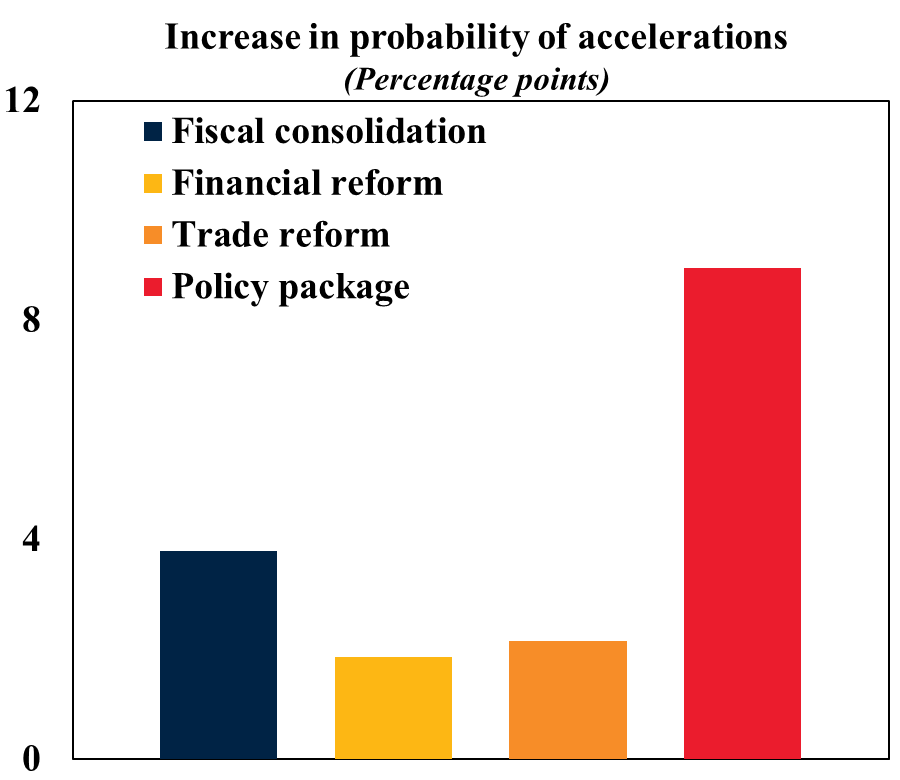 Increase in probability of accelerations
(Percentage points)
12
Fiscal consolidation
Financial reform
Trade reform
Policy package
8
4
0